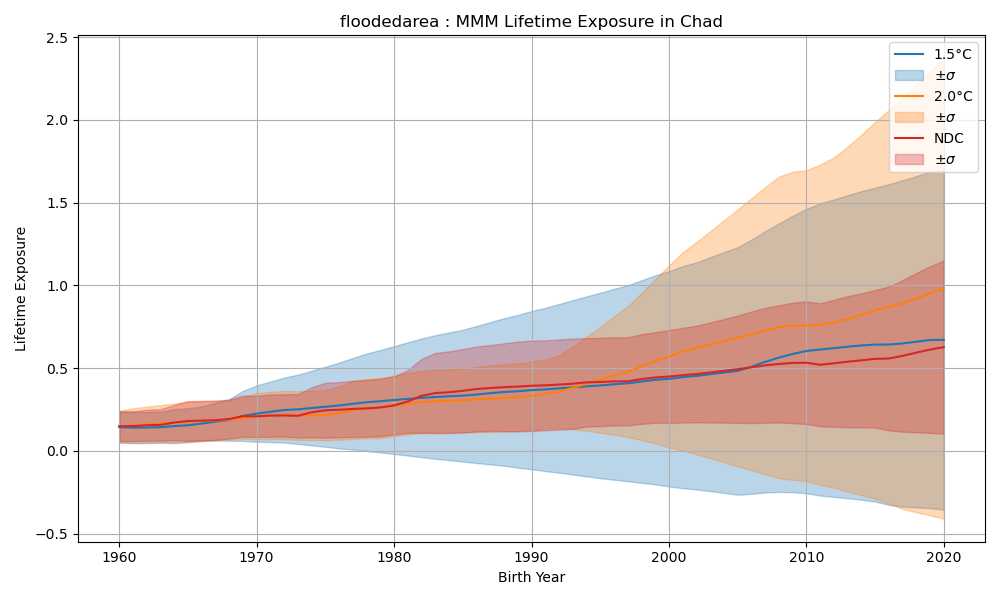 floodedarea : MMM Lifetime Exposure in Chad
2.5
2.0
1.5
1.0
0.5
0.0
−0.5
Lifetime Exposure
1.5°C
±σ
2.0°C
±σ
NDC
±σ
1960
1970
1980
1990
2000
2010
2020
Birth Year